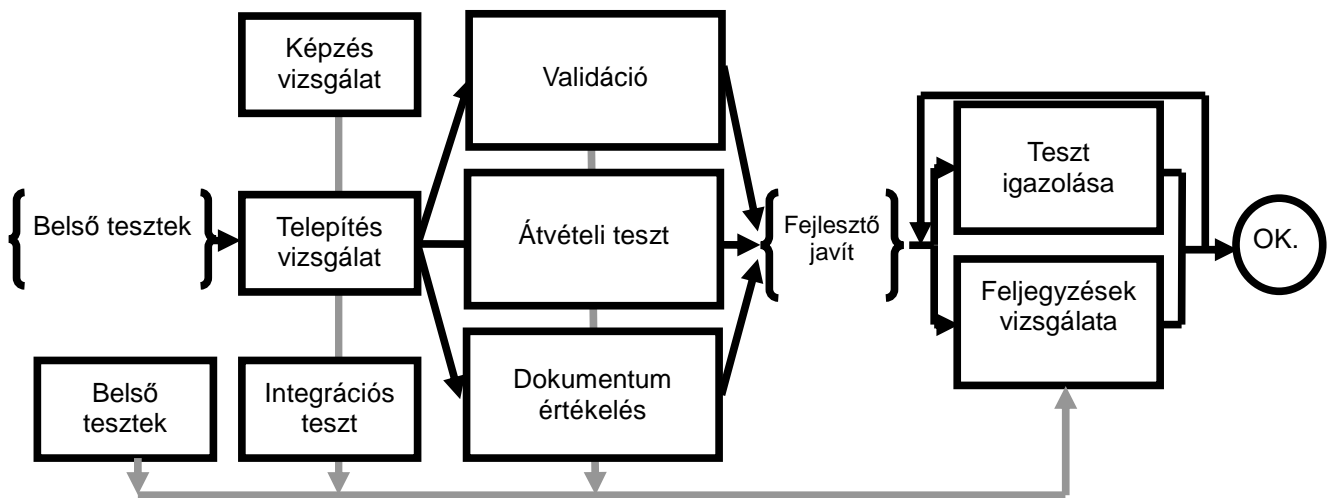 Képzés
vizsgálat
Validáció
Teszt
igazolása
Belső tesztek
Telepítés
vizsgálat
Átvételi teszt
Fejlesztő
javít
OK.
Feljegyzések
vizsgálata
Belső
tesztek
Integrációs
teszt
Dokumentum
értékelés